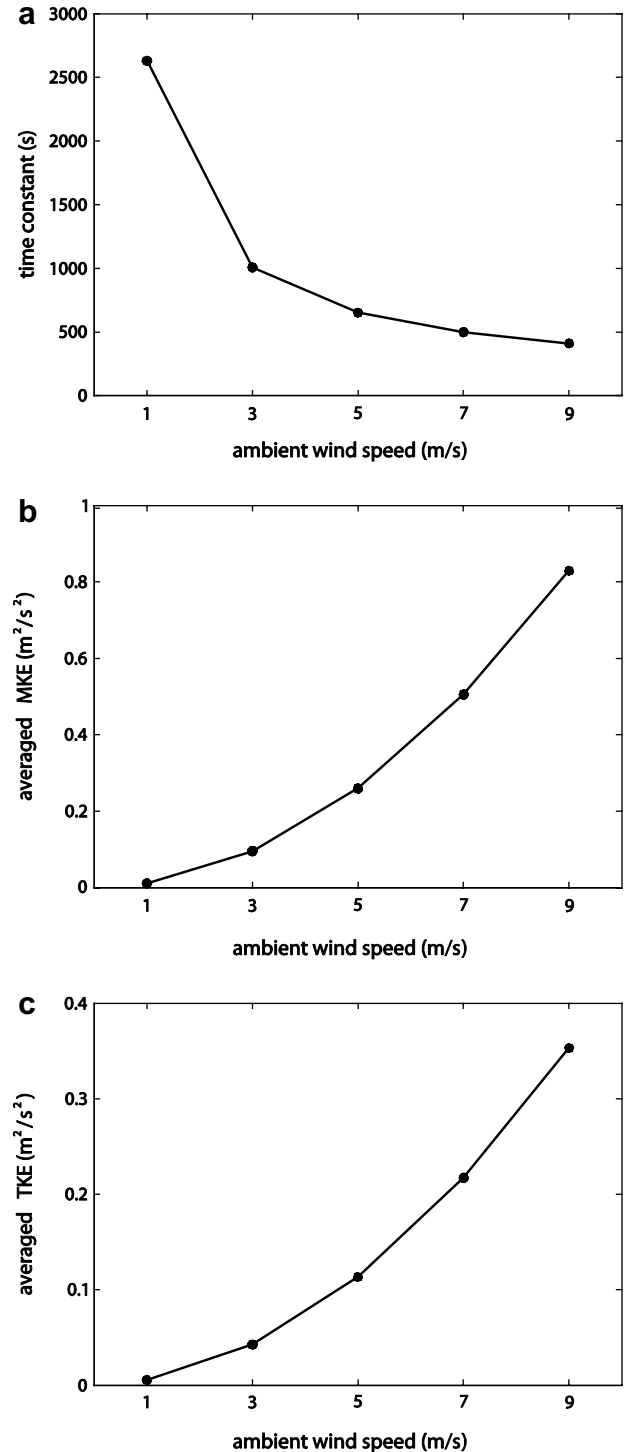 a
3000
2500
2000
1500
1000
500
0
time constant (s)
1 3 5 7 9
ambient wind speed (m/s)
b
1
0.8
0.6
0.4
0.2
0
averaged MKE (m²/s²)
1 3 5 7 9
ambient wind speed (m/s)
c
0.4
0.3
0.2
0.1
0
averaged TKE (m²/s²)
1 3 5 7 9
ambient wind speed (m/s)